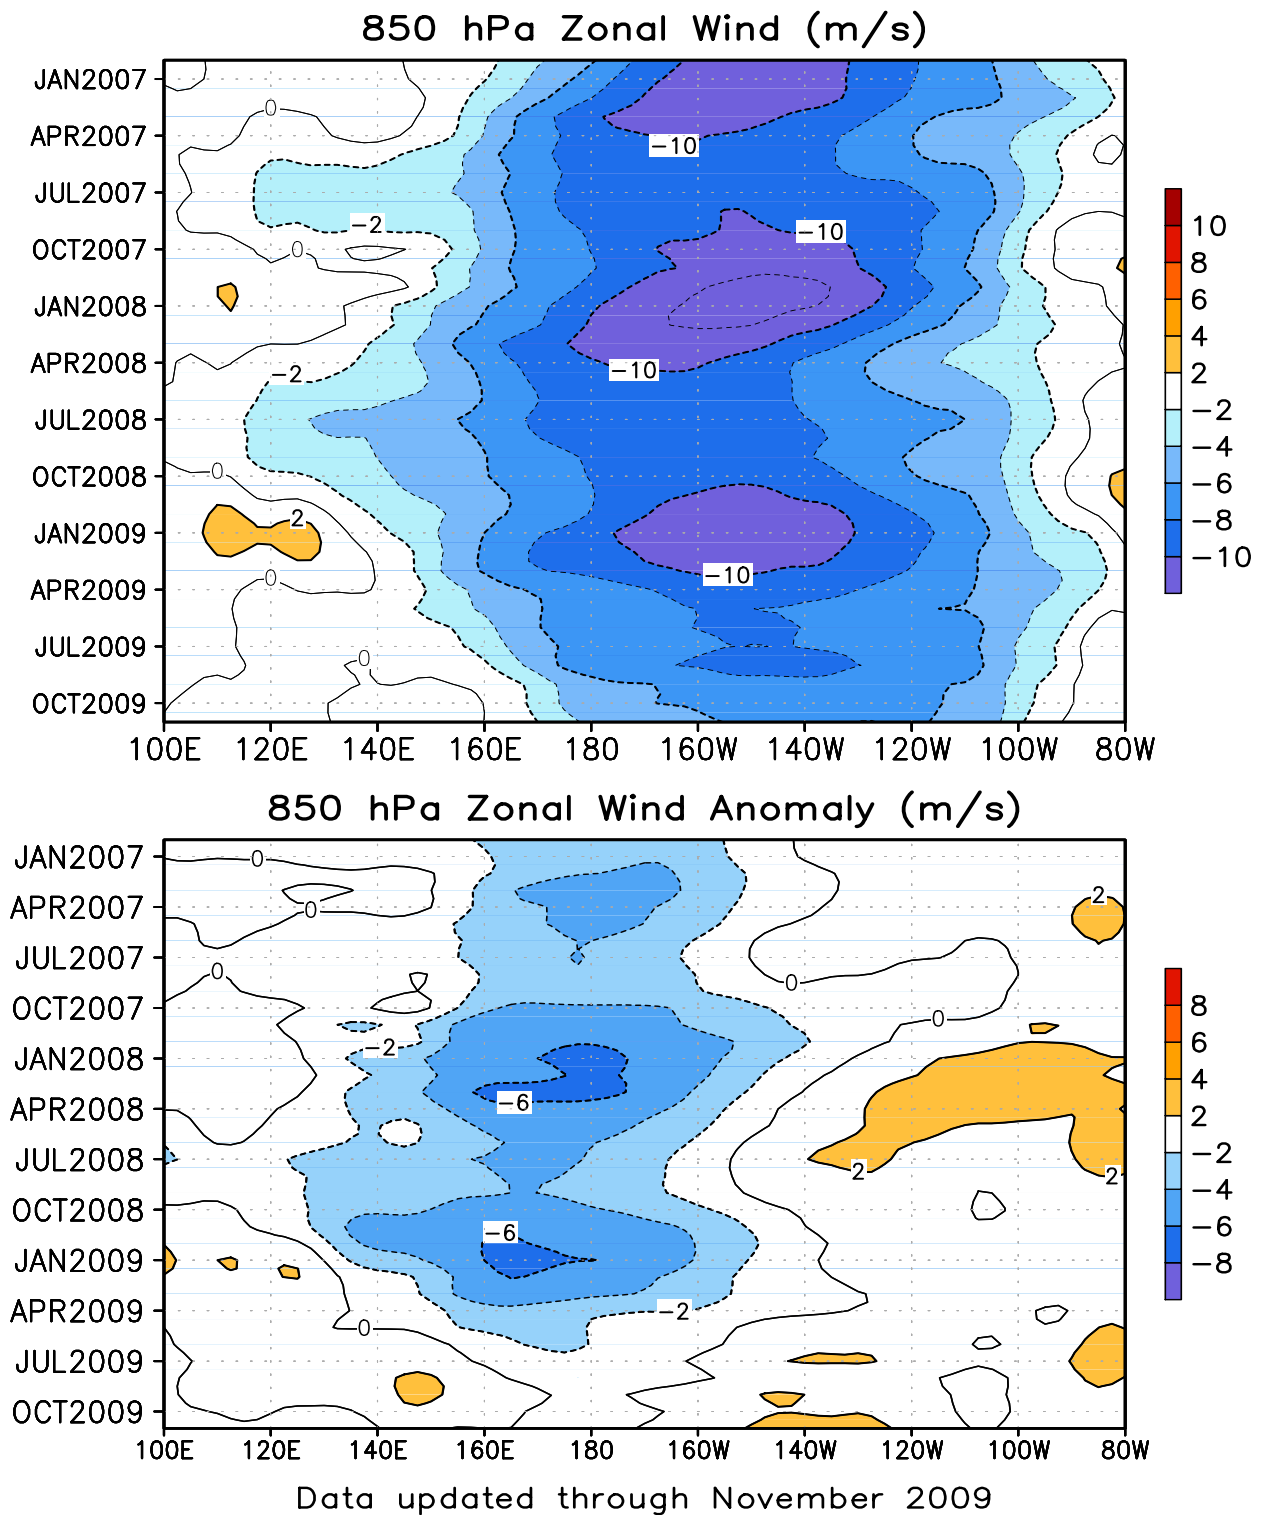 850 hPa Zonal Wind (m/s)
JAN2007
APR2007
JUL2007
OCT2007
JAN2008
APR2008
JUL2008
OCT2008
JAN2009
APR2009
JUL2009
OCT2009
0
-10
-2
-10
0
-10
-2
0
2
-10
0
0
100E 120E 140E 160E 180 160W 140W 120W 100W 80W
10
8
6
4
2
-2
-4
-6
-8
-10
850 hPa Zonal Wind Anomaly (m/s)
JAN2007
APR2007
JUL2007
OCT2007
JAN2008
APR2008
JUL2008
OCT2008
JAN2009
APR2009
JUL2009
OCT2009
0
2
0
0
0
0
-2
-6
2
2
-6
-2
0
100E 120E 140E 160E 180 160W 140W 120W 100W 80W
8
6
4
2
-2
-4
-6
-8
Data updated through November 2009